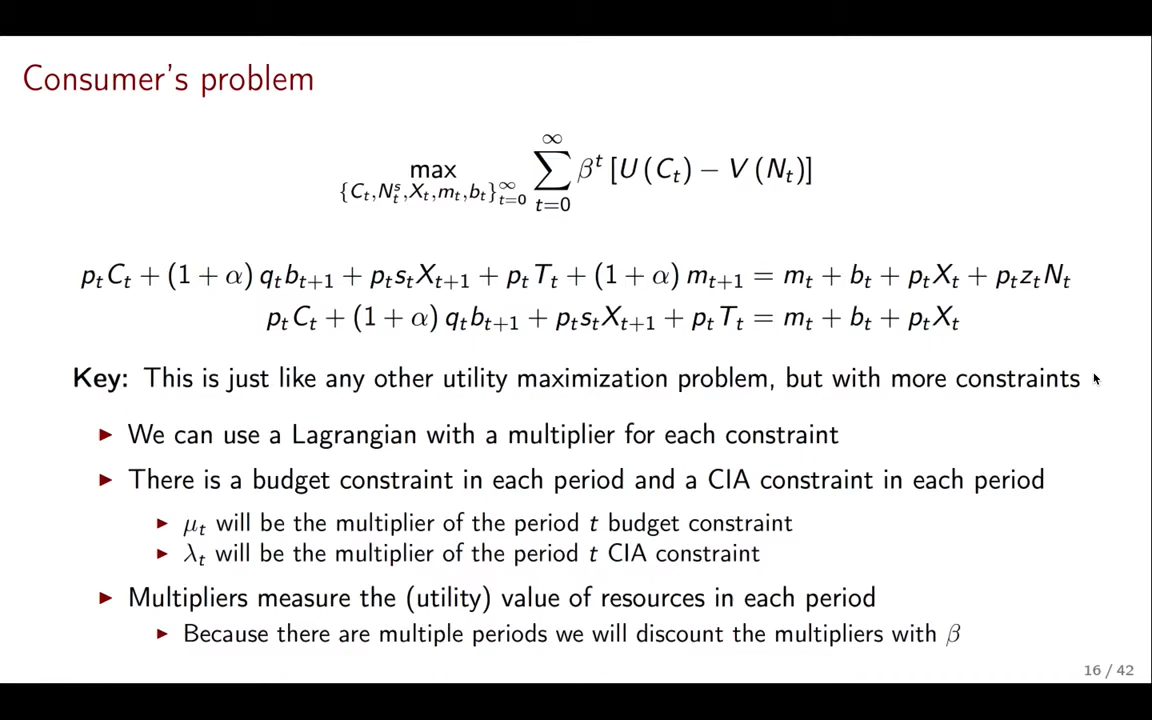 Consumer's problem
max_{\{C_t,N_t^s,X_t,m_t,b_t\}_{t=0}^∞} \sum_{t=0}^{∞} β^t [U (C_t) − V (N_t)]
p_t C_t + (1 + α) q_t b_{t+1} + p_t s_t X_{t+1} + p_t T_t + (1 + α) m_{t+1} = m_t + b_t + p_t X_t + p_t z_t N_t
p_t C_t + (1 + α) q_t b_{t+1} + p_t s_t X_{t+1} + p_t T_t = m_t + b_t + p_t X_t
Key: This is just like any other utility maximization problem, but with more constraints
▶ We can use a Lagrangian with a multiplier for each constraint
▶ There is a budget constraint in each period and a CIA constraint in each period
▶ μ_t will be the multiplier of the period t budget constraint
▶ λ_t will be the multiplier of the period t CIA constraint
▶ Multipliers measure the (utility) value of resources in each period
▶ Because there are multiple periods we will discount the multipliers with β
16 / 42